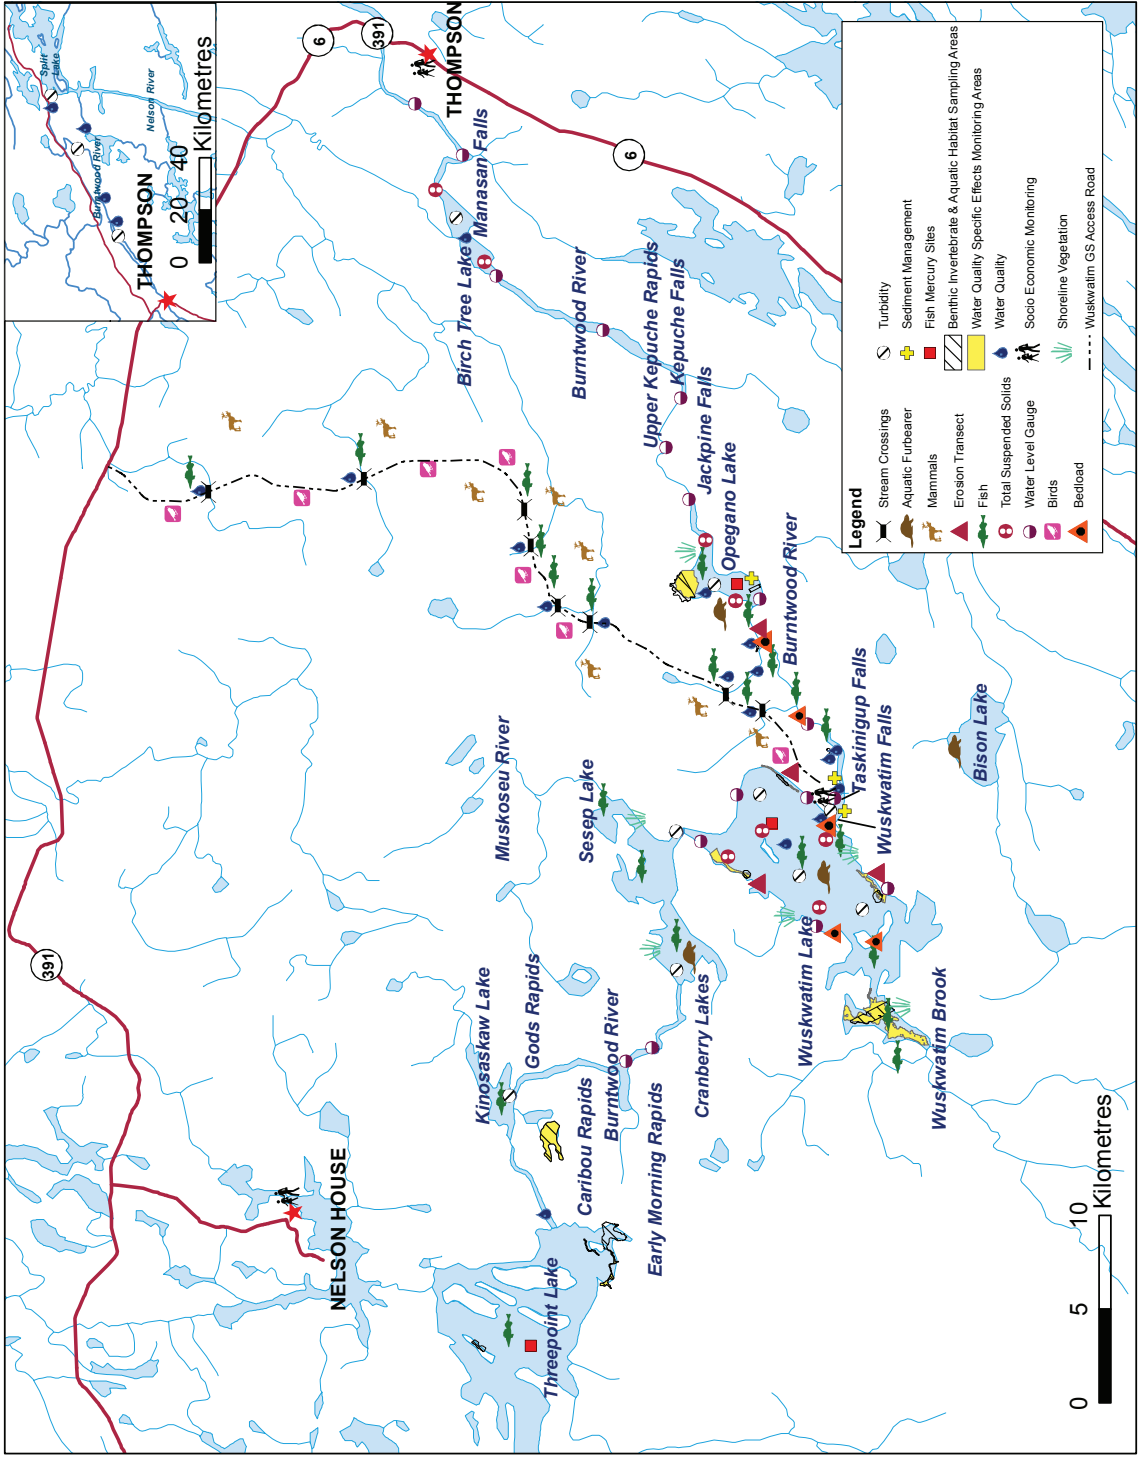 Split
Lake
Nelson River
Burntwood River
THOMPSON
0 20 40
Kilometres
6
391
THOMPSON
Manasan Falls
Birch Tree Lake
6
Burntwood River
Upper Kepuche Rapids
Kepuche Falls
Jackpine Falls
Opegano Lake
Burntwood River
Taskinigup Falls
Wuskwatim Falls
Bison Lake
Muskoseu River
Sesep Lake
391
Kinosaskaw Lake
Gods Rapids
Burntwood River
Caribou Rapids
Early Morning Rapids
Cranberry Lakes
Wuskwatim Lake
Wuskwatim Brook
NELSON HOUSE
Threepoint Lake
Legend
Stream Crossings
Aquatic Furbearer
Mammals
Erosion Transect
Fish
Total Suspended Solids
Water Level Gauge
Birds
Bedload
Turbidity
Sediment Management
Fish Mercury Sites
Benthic Invertebrate & Aquatic Habitat Sampling Areas
Water Quality Specific Effects Monitoring Areas
Water Quality
Socio Economic Monitoring
Shoreline Vegetation
Wuskwatim GS Access Road
0 5 10
Kilometres